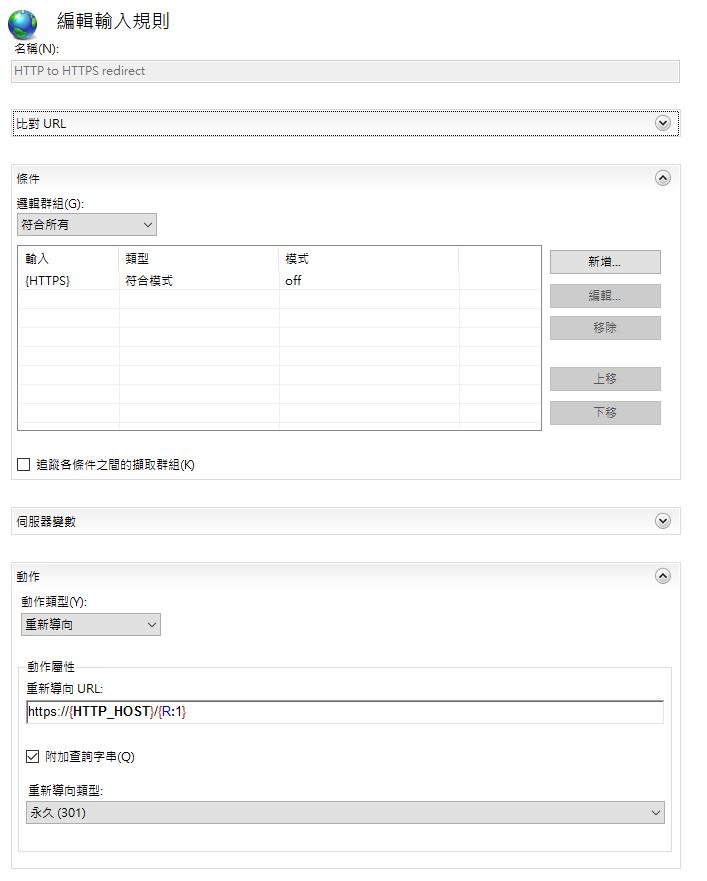 編輯輸入規則
名稱(N):
HTTP to HTTPS redirect
比對 URL
條件
邏輯群組(G):
符合所有
輸入 類型 模式
{HTTPS} 符合模式 off
新增...
編輯...
移除
上移
下移
追蹤各條件之間的擷取群組(K)
伺服器變數
動作
動作類型(Y):
重新導向
動作屬性
重新導向 URL:
https://{HTTP_HOST}/{R:1}
附加查詢字串(Q)
重新導向類型:
永久 (301)